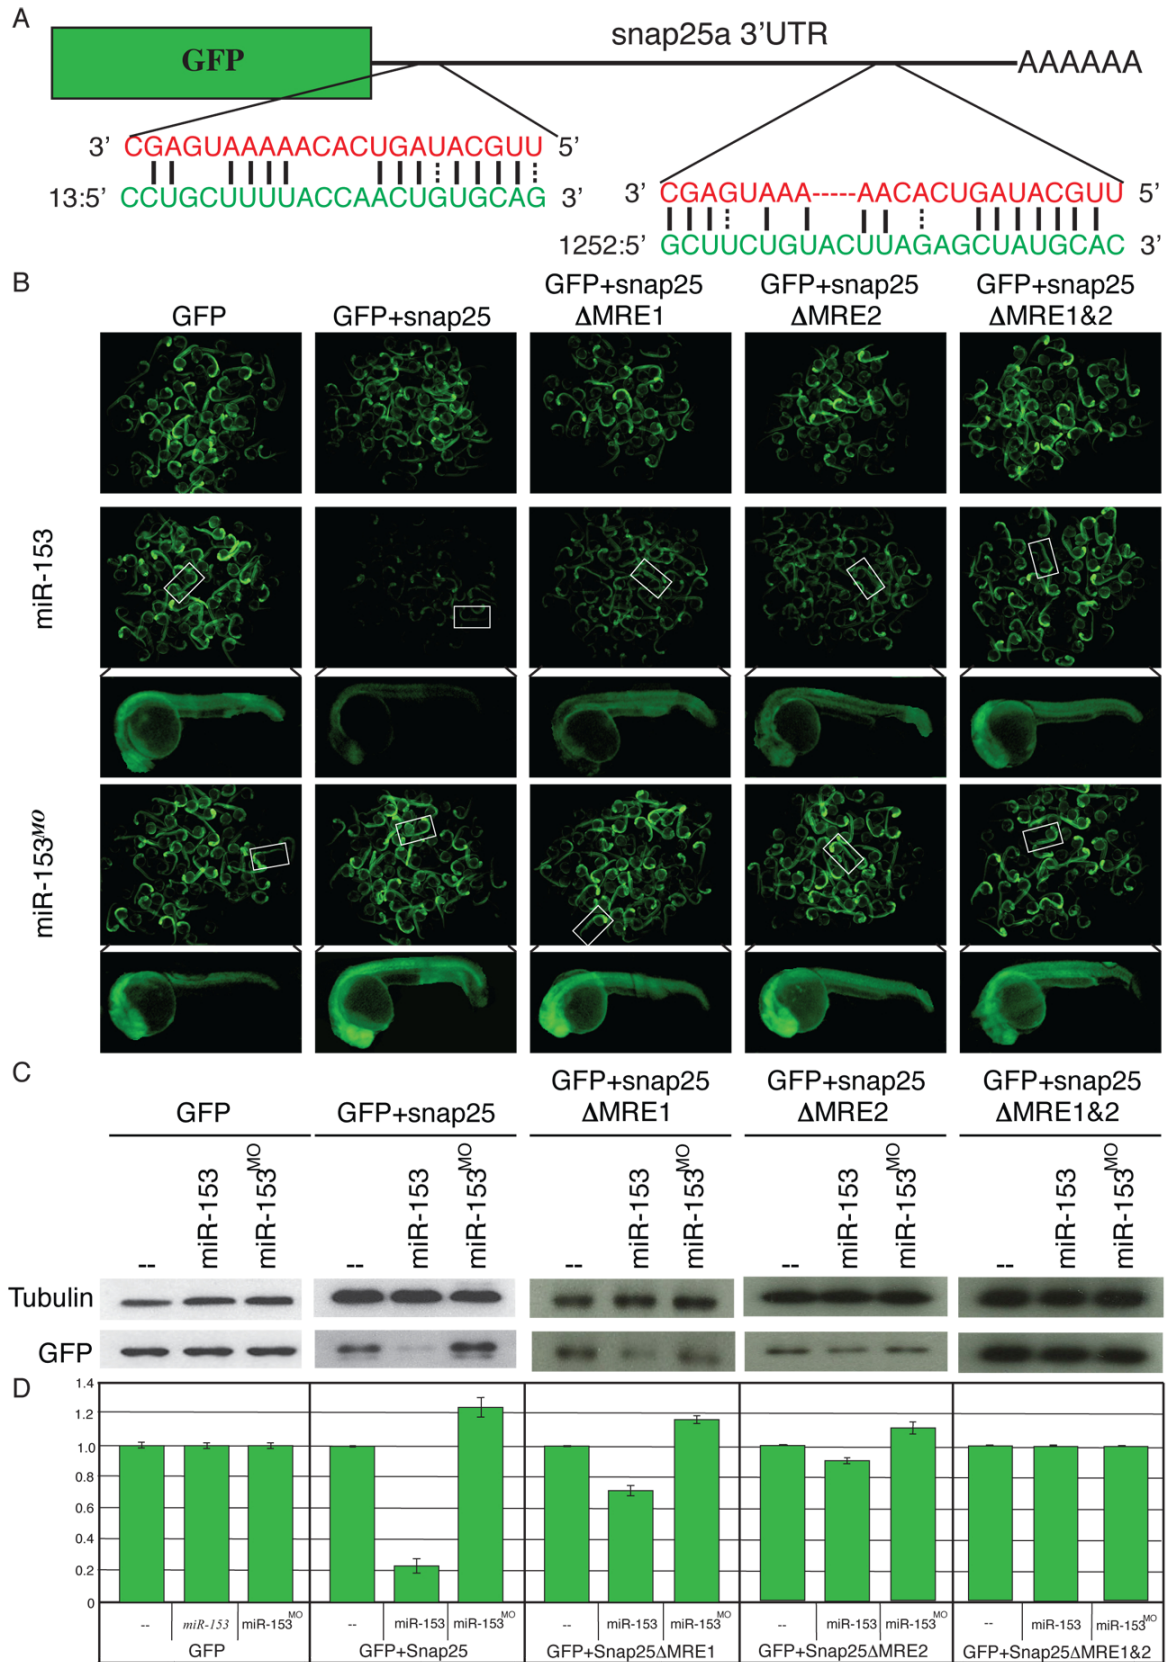 A
GFP
snap25a 3'UTR
AAAAAA
3' CGAGUAAAAACACUGAUACGUU 5'
13:5' CCUGCUUUUACCAACUGUGCAG 3'
3' CGAGUAAA-----AACACUGAUACGUU 5'
1252:5' GCUUCUGUACUUAGAGCUAUGCAC 3'
B
GFP
GFP+snap25
GFP+snap25
ΔMRE1
GFP+snap25
ΔMRE2
GFP+snap25
ΔMRE1&2
miR-153
miR-153MO
C
GFP
GFP+snap25
GFP+snap25
ΔMRE1
GFP+snap25
ΔMRE2
GFP+snap25
ΔMRE1&2
-- miR-153 miR-153MO -- miR-153 miR-153MO -- miR-153 miR-153MO -- miR-153 miR-153MO -- miR-153 miR-153MO
Tubulin
GFP
D
1.4
1.2
1.0
0.8
0.6
0.4
0.2
0
-- miR-153 miR-153MO -- miR-153 miR-153MO -- miR-153 miR-153MO -- miR-153 miR-153MO -- miR-153 miR-153MO
GFP GFP+Snap25 GFP+Snap25ΔMRE1 GFP+Snap25ΔMRE2 GFP+Snap25ΔMRE1&2